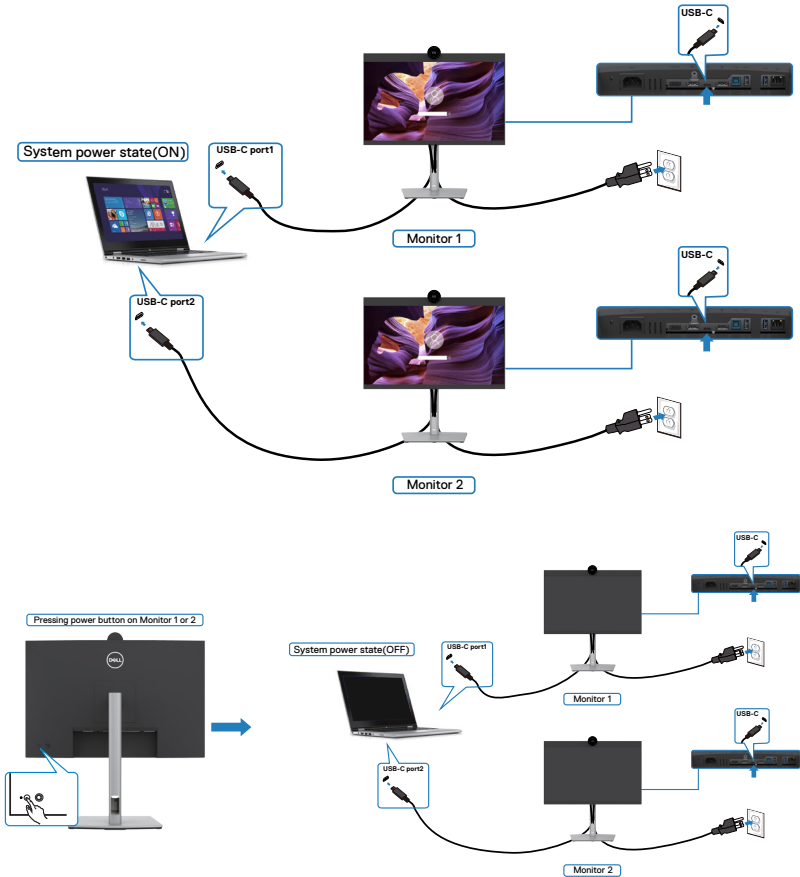 USB-C
System power state(ON)
USB-C port1
Monitor 1
USB-C
USB-C port2
Monitor 2
USB-C
Pressing power button on Monitor 1 or 2
DELL
System power state(OFF)
USB-C port1
Monitor 1
USB-C
USB-C port2
Monitor 2